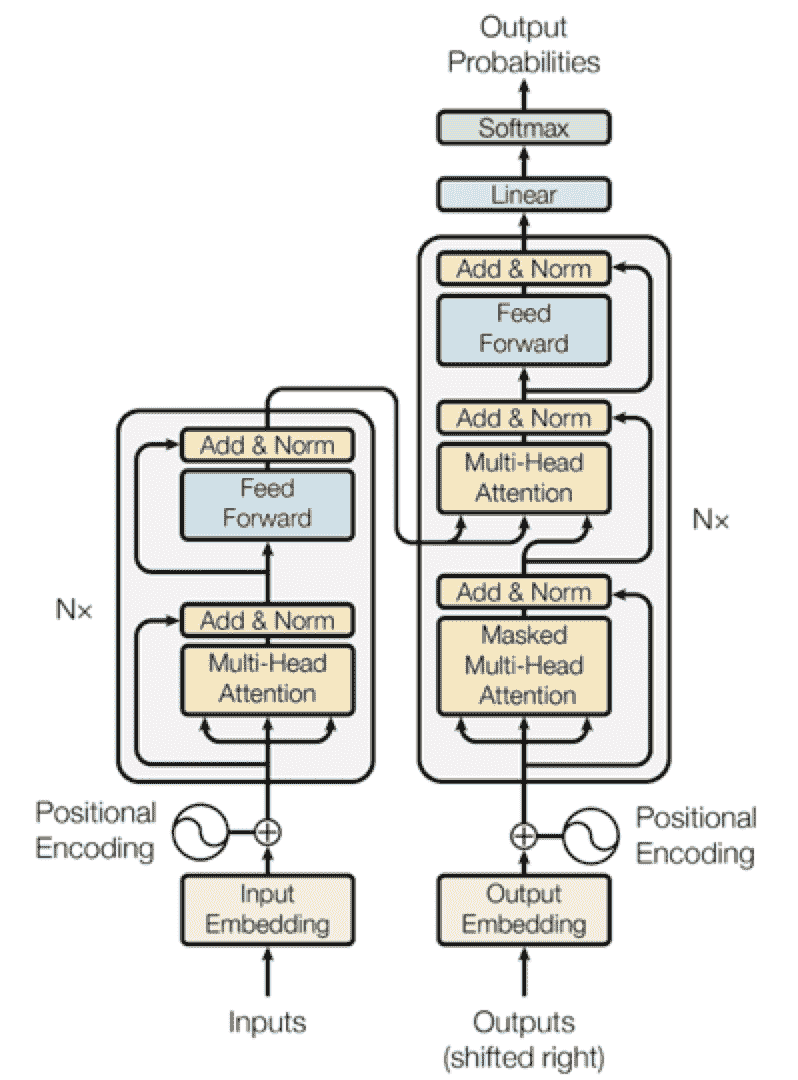 Output
Probabilities
Softmax
Linear
Add & Norm
Feed
Forward
Add & Norm
Multi-Head
Attention
Nx
Add & Norm
Masked
Multi-Head
Attention
Add & Norm
Feed
Forward
Nx
Add & Norm
Multi-Head
Attention
Positional
Encoding
Positional
Encoding
Input
Embedding
Output
Embedding
Inputs
Outputs
(shifted right)